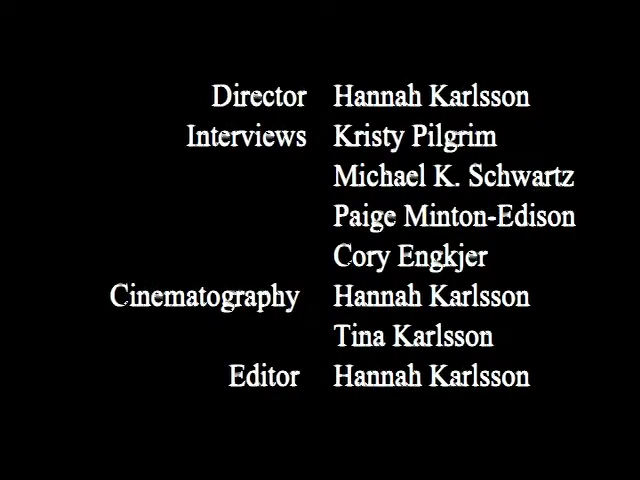 Director Hannah Karlsson
Interviews Kristy Pilgrim
Michael K. Schwartz
Paige Minton-Edison
Cory Engkjer
Cinematography Hannah Karlsson
Tina Karlsson
Editor Hannah Karlsson